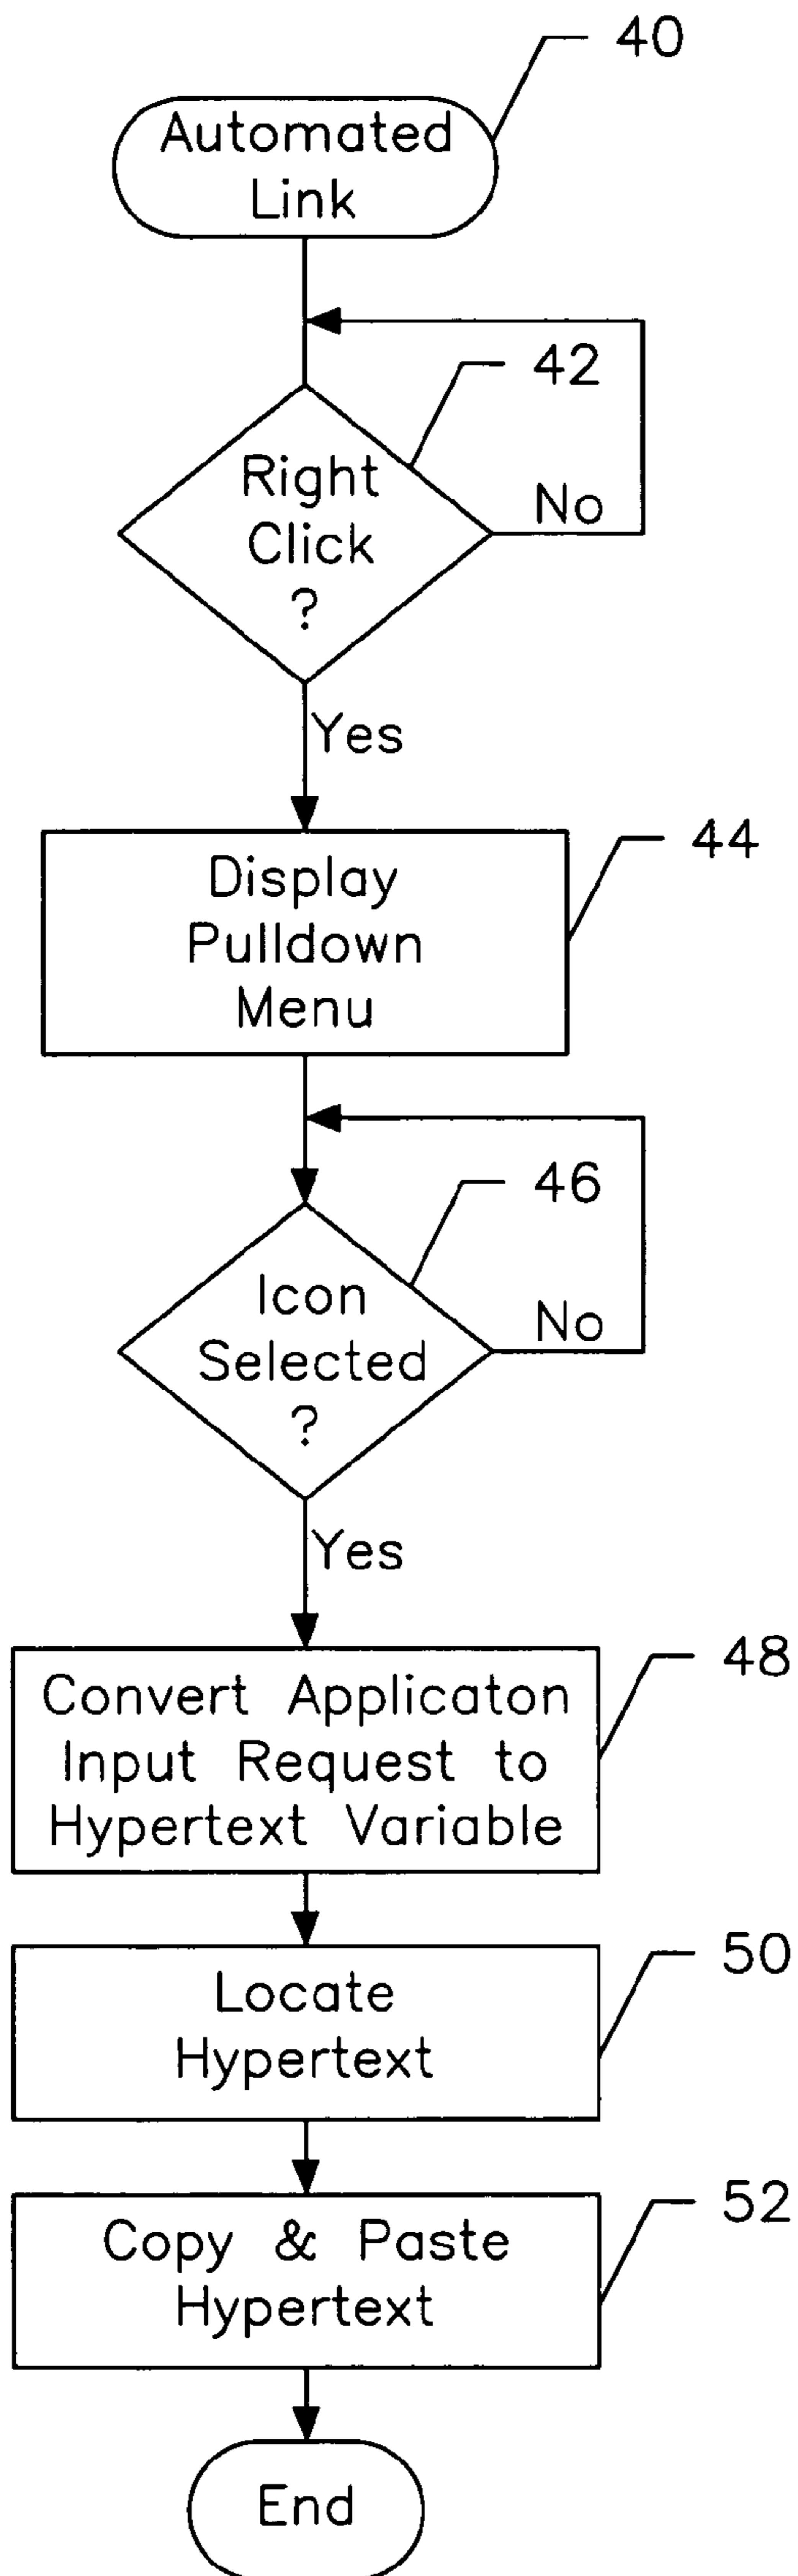 40
Automated
Link
42
Right
Click
?
No
Yes
44
Display
Pulldown
Menu
46
Icon
Selected
?
No
Yes
48
Convert Applicaton
Input Request to
Hypertext Variable
50
Locate
Hypertext
52
Copy & Paste
Hypertext
End